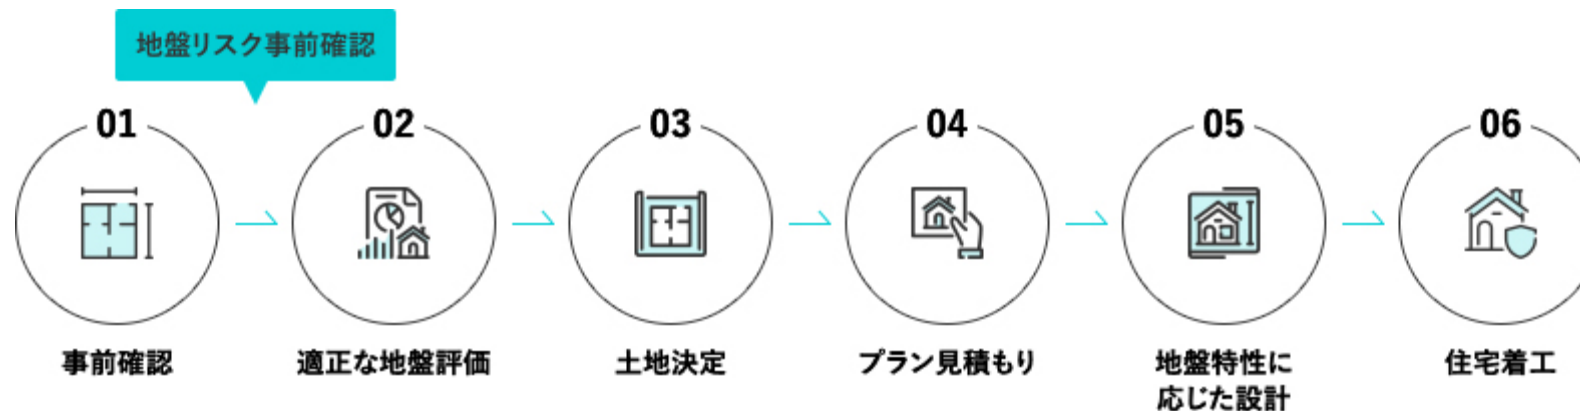 地盤リスク事前確認
01
02
03
04
05
06
事前確認
適正な地盤評価
土地決定
プラン見積もり
地盤特性に
応じた設計
住宅着工